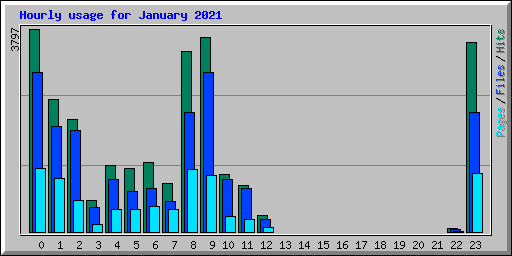 Hourly usage for January 2021
3797
Pages/Files/Hits
0 1 2 3 4 5 6 7 8 9 10 11 12 13 14 15 16 17 18 19 20 21 22 23